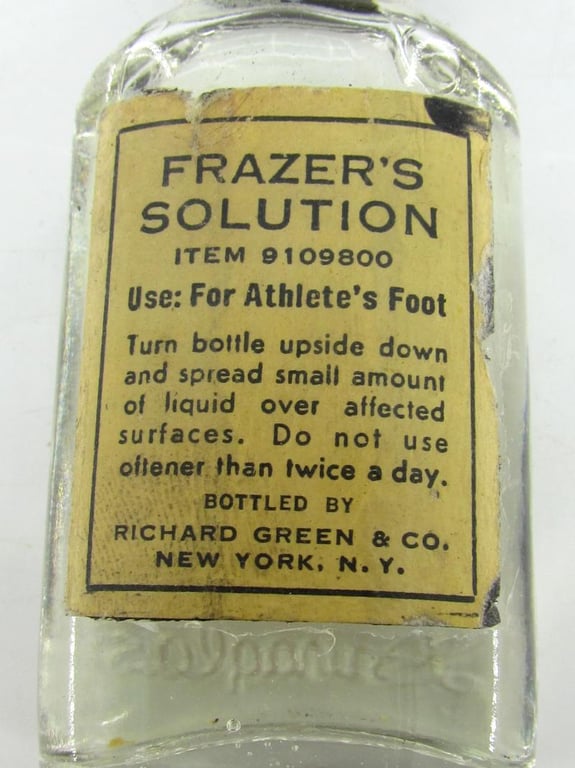 FRAZER'S
SOLUTION
ITEM 9109800
Use: For Athlete's Foot
Turn bottle upside down
and spread small amount
of liquid over affected
surfaces. Do not use
oftener than twice a day.
BOTTLED BY
RICHARD GREEN & CO.
NEW YORK, N. Y.